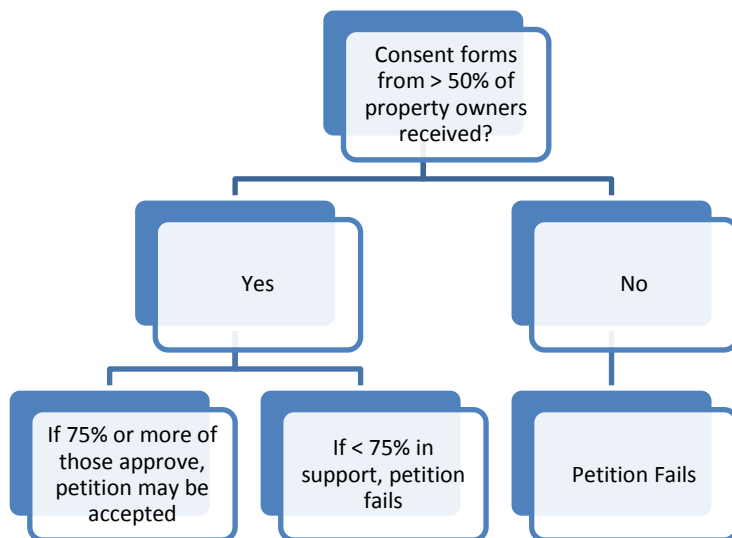 Consent forms
from > 50% of
property owners
received?
Yes
No
If 75% or more of
those approve,
petition may be
accepted
If < 75% in
support, petition
fails
Petition Fails